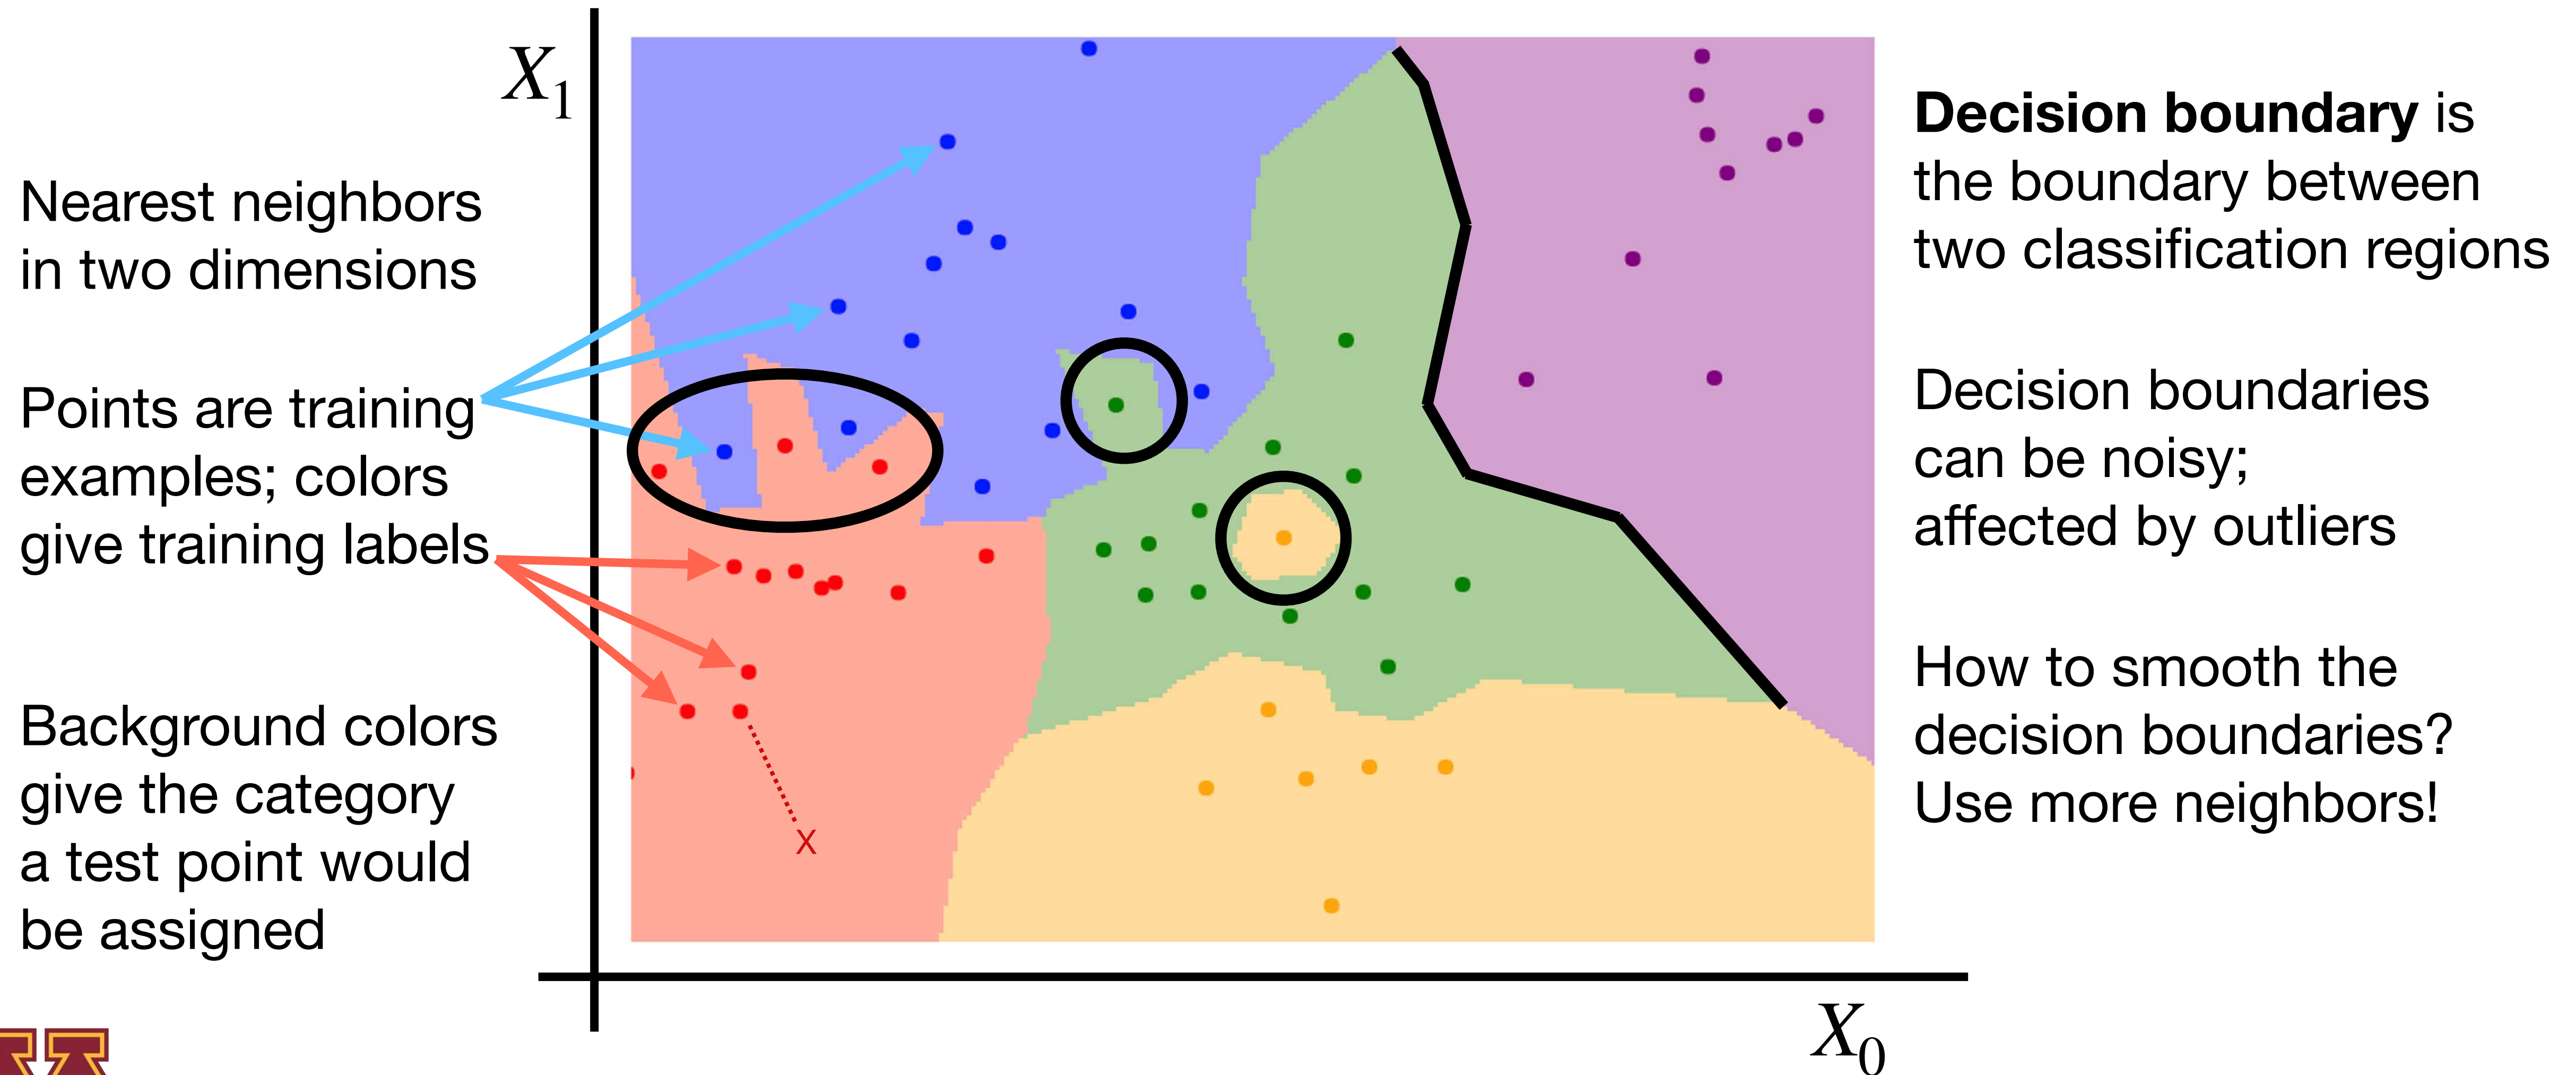 Nearest neighbors
in two dimensions
Points are training
examples; colors
give training labels
Background colors
give the category
a test point would
be assigned
X₁
X
X₀
Decision boundary is
the boundary between
two classification regions
Decision boundaries
can be noisy;
affected by outliers
How to smooth the
decision boundaries?
Use more neighbors!